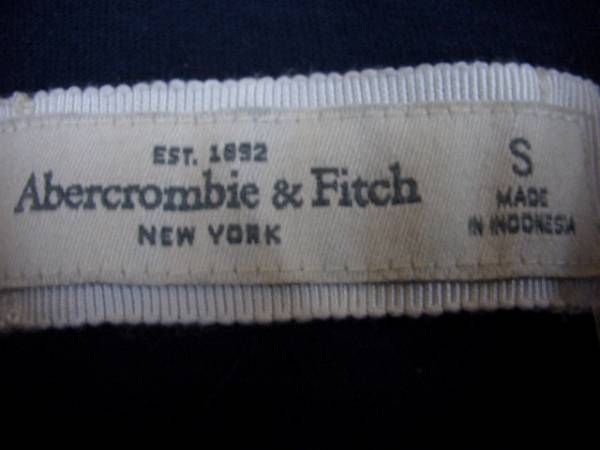 EST. 1892
Abercrombie & Fitch
NEW YORK
S
MADE
IN INDONESIA